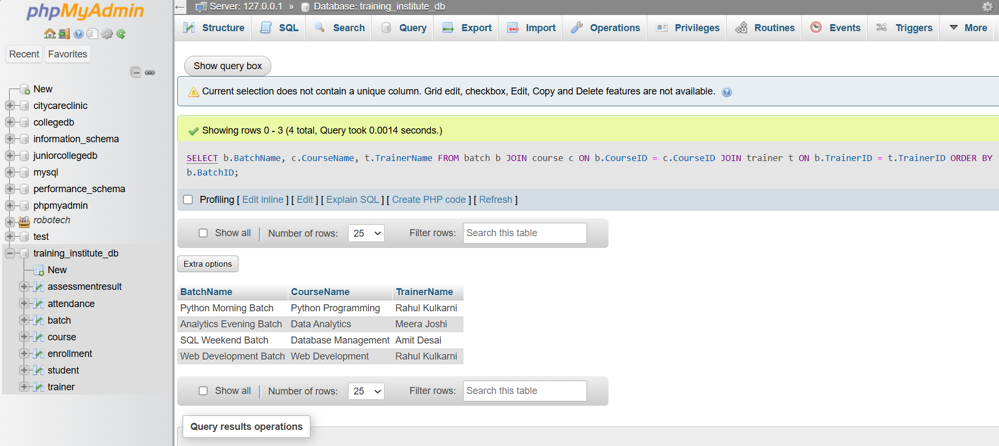 phpMyAdmin
Recent Favorites
New
citycareclinic
collegedb
information_schema
juniorcollegedb
mysql
performance_schema
phpmyadmin
robotech
test
training_institute_db
New
assessmentresult
attendance
batch
course
enrollment
student
trainer
Server: 127.0.0.1 » Database: training_institute_db
Structure SQL Search Query Export Import Operations Privileges Routines Events Triggers More
Show query box
Current selection does not contain a unique column. Grid edit, checkbox, Edit, Copy and Delete features are not available.
Showing rows 0 - 3 (4 total, Query took 0.0014 seconds.)
SELECT b.BatchName, c.CourseName, t.TrainerName FROM batch b JOIN course c ON b.CourseID = c.CourseID JOIN trainer t ON b.TrainerID = t.TrainerID ORDER BY
b.BatchID;
Profiling [ Edit inline ] [ Edit ] [ Explain SQL ] [ Create PHP code ] [ Refresh ]
Show all Number of rows: 25 Filter rows: Search this table
Extra options
BatchName CourseName TrainerName
Python Morning Batch Python Programming Rahul Kulkarni
Analytics Evening Batch Data Analytics Meera Joshi
SQL Weekend Batch Database Management Amit Desai
Web Development Batch Web Development Rahul Kulkarni
Show all Number of rows: 25 Filter rows: Search this table
Query results operations